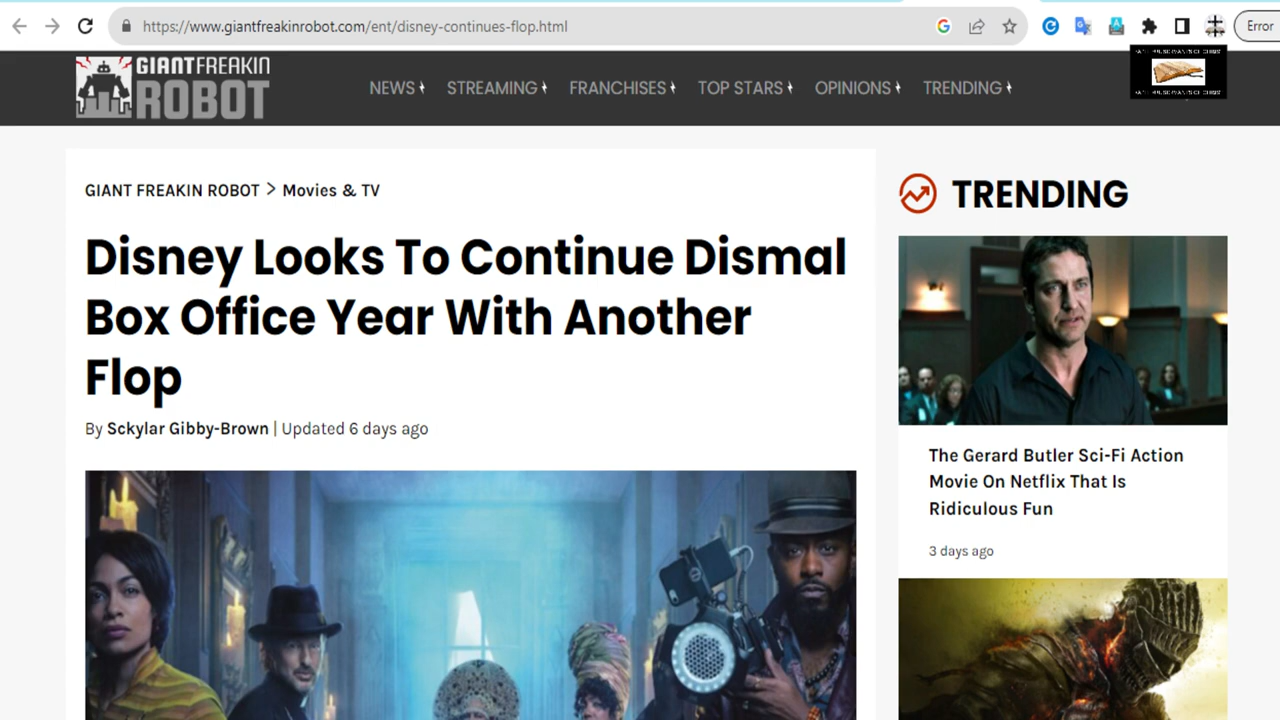 https://www.giantfreakinrobot.com/ent/disney-continues-flop.html
Error
GIANTFREAKIN
ROBOT
NEWS
STREAMING
FRANCHISES
TOP STARS
OPINIONS
TRENDING
GIANT FREAKIN ROBOT > Movies & TV
Disney Looks To Continue Dismal
Box Office Year With Another
Flop
By Sckylar Gibby-Brown | Updated 6 days ago
TRENDING
The Gerard Butler Sci-Fi Action
Movie On Netflix That Is
Ridiculous Fun
3 days ago